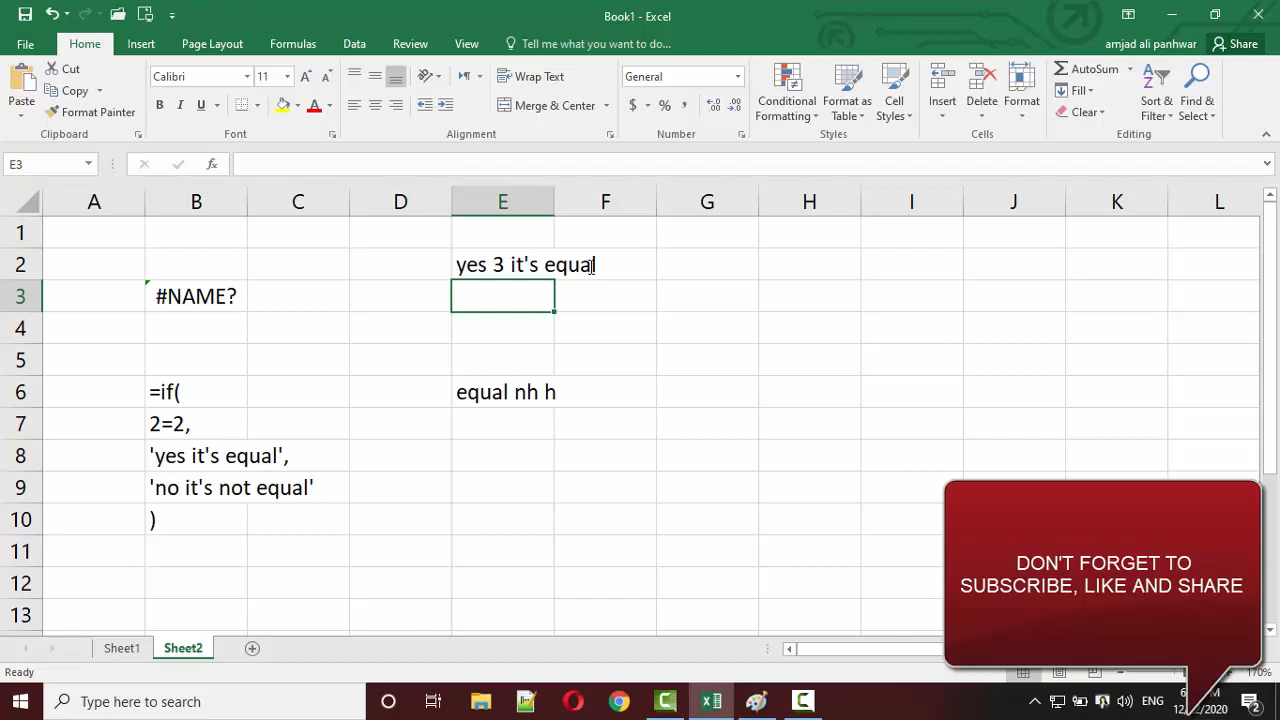 Book1 - Excel
File Home Insert Page Layout Formulas Data Review View Tell me what you want to do... amjad ali panhwar Share
Paste Cut Copy Format Painter Clipboard
Calibri 11 B I U Font
Wrap Text Merge & Center Alignment
General $ % , Number
Conditional Formatting Format as Table Cell Styles Styles
Insert Delete Format Cells
AutoSum Fill Clear Sort & Filter Find & Select Editing
E3 fx
A B C D E F G H I J K L
1
2 yes 3 it's equal
3 #NAME?
4
5
6 =if( equal nh h
7 2=2,
8 'yes it's equal',
9 'no it's not equal'
10 )
11
12
13
DON'T FORGET TO
SUBSCRIBE, LIKE AND SHARE
Sheet1 Sheet2
Ready 170%
Type here to search ENG